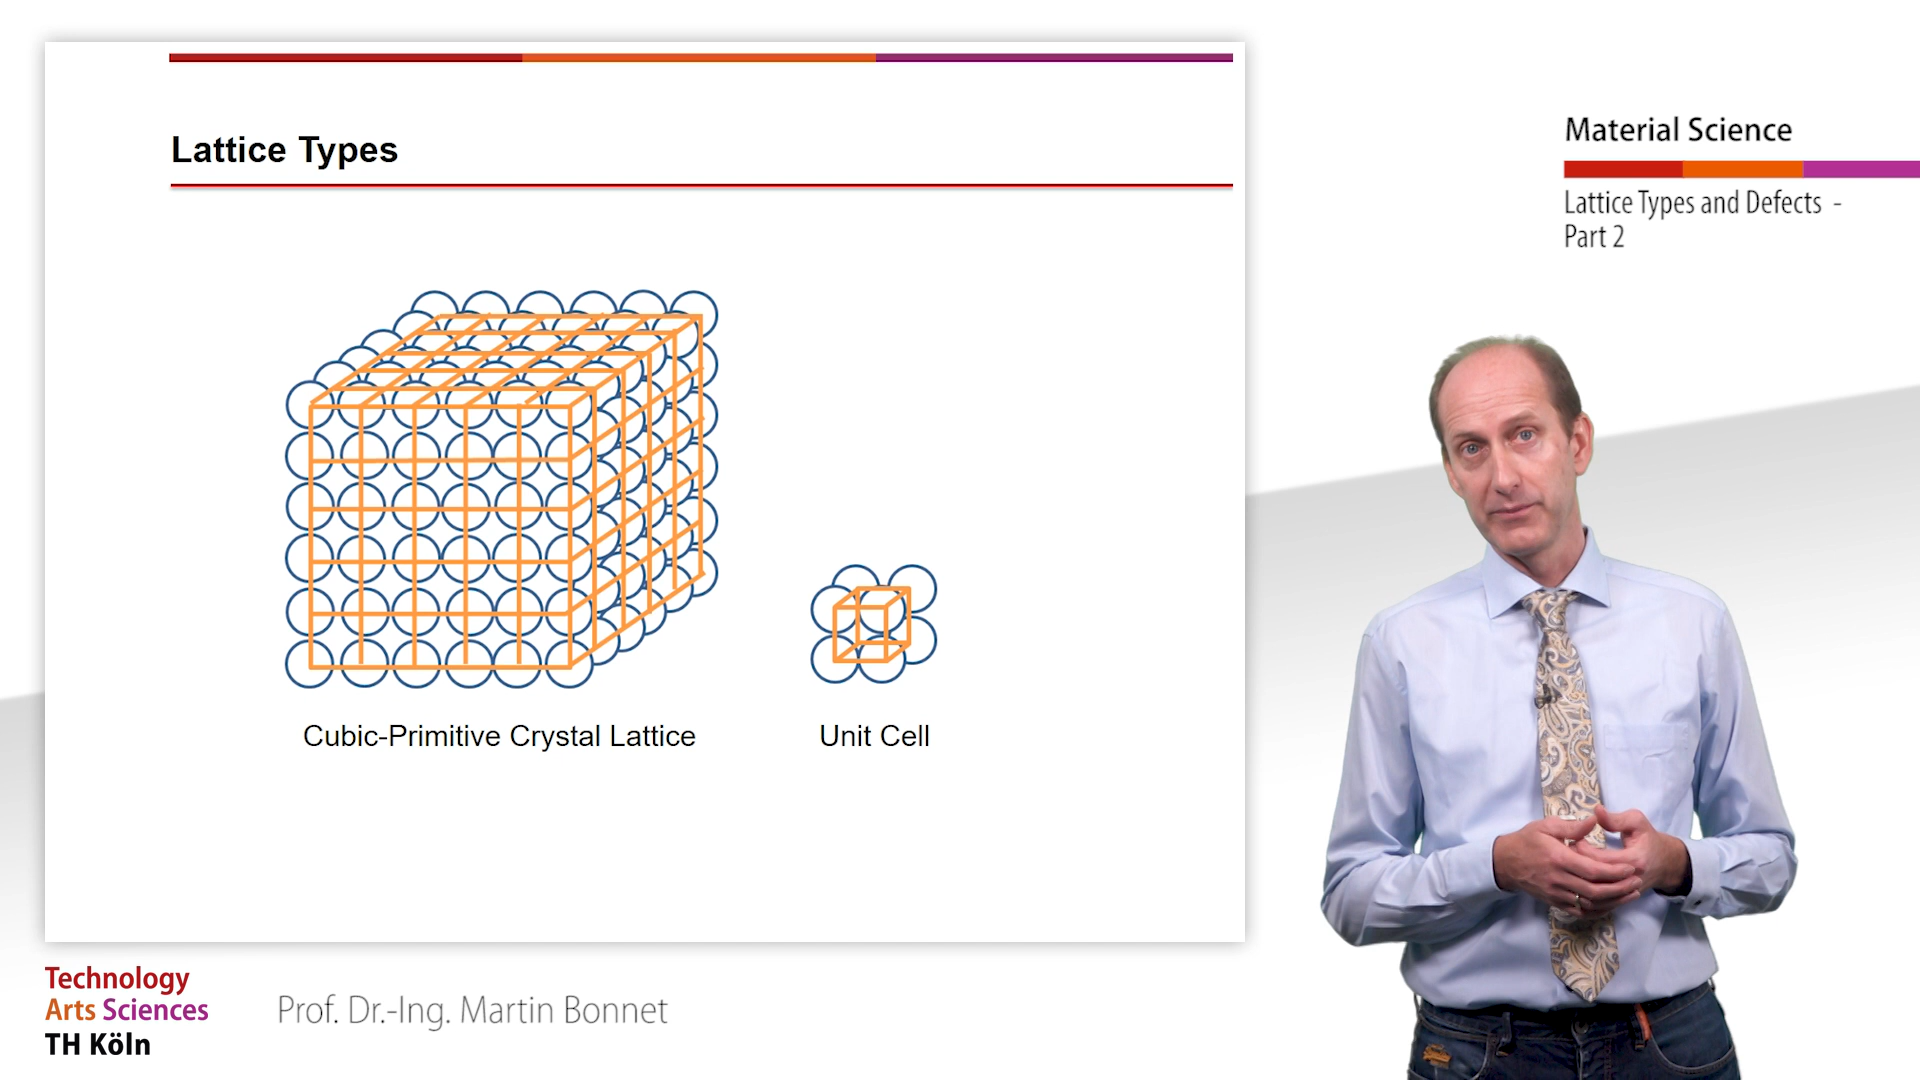 Lattice Types
Cubic-Primitive Crystal Lattice
Unit Cell
Material Science
Lattice Types and Defects -
Part 2
Technology
Arts Sciences
TH Köln
Prof. Dr.-Ing. Martin Bonnet